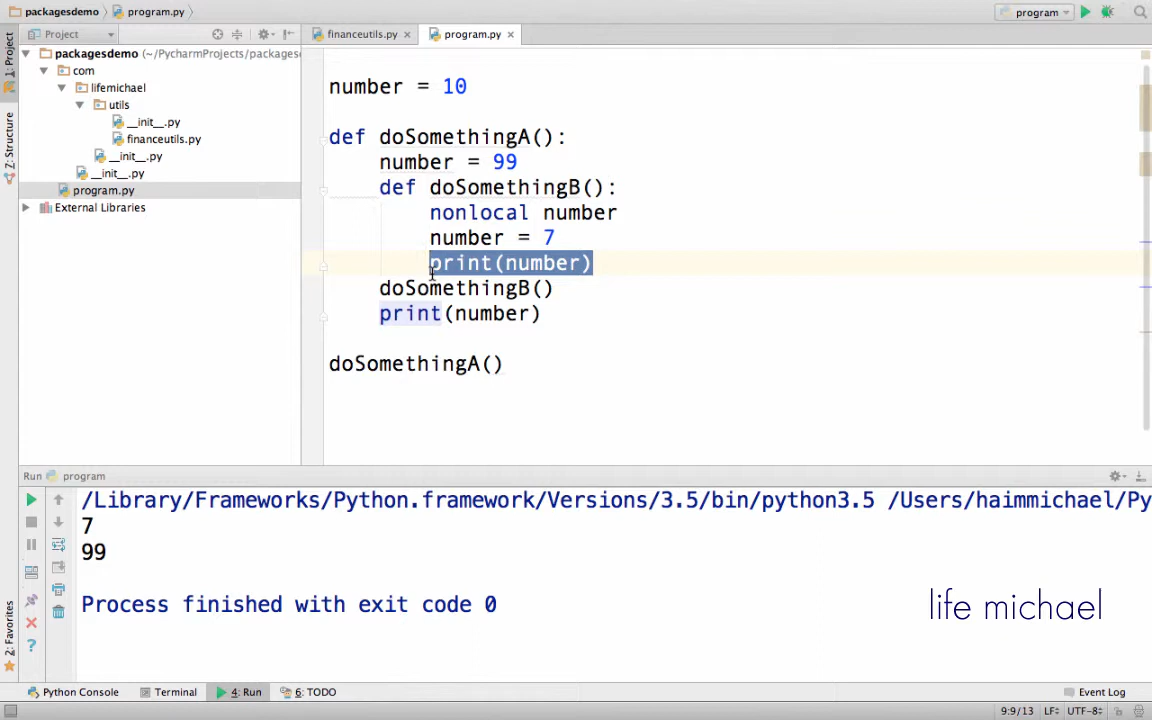 packagesdemo program.py program
1: Project
Z: Structure
2: Favorites
Project
financeutils.py program.py
packagesdemo (~/PycharmProjects/packages
com
lifemichael
utils
__init__.py
financeutils.py
__init__.py
__init__.py
program.py
External Libraries
number = 10
def doSomethingA():
number = 99
def doSomethingB():
nonlocal number
number = 7
print(number)
doSomethingB()
print(number)
doSomethingA()
Run program
/Library/Frameworks/Python.framework/Versions/3.5/bin/python3.5 /Users/haimmichael/Py
7
99
Process finished with exit code 0
life michael
Python Console Terminal 4: Run 6: TODO Event Log
9:9/13 LF÷ UTF-8÷